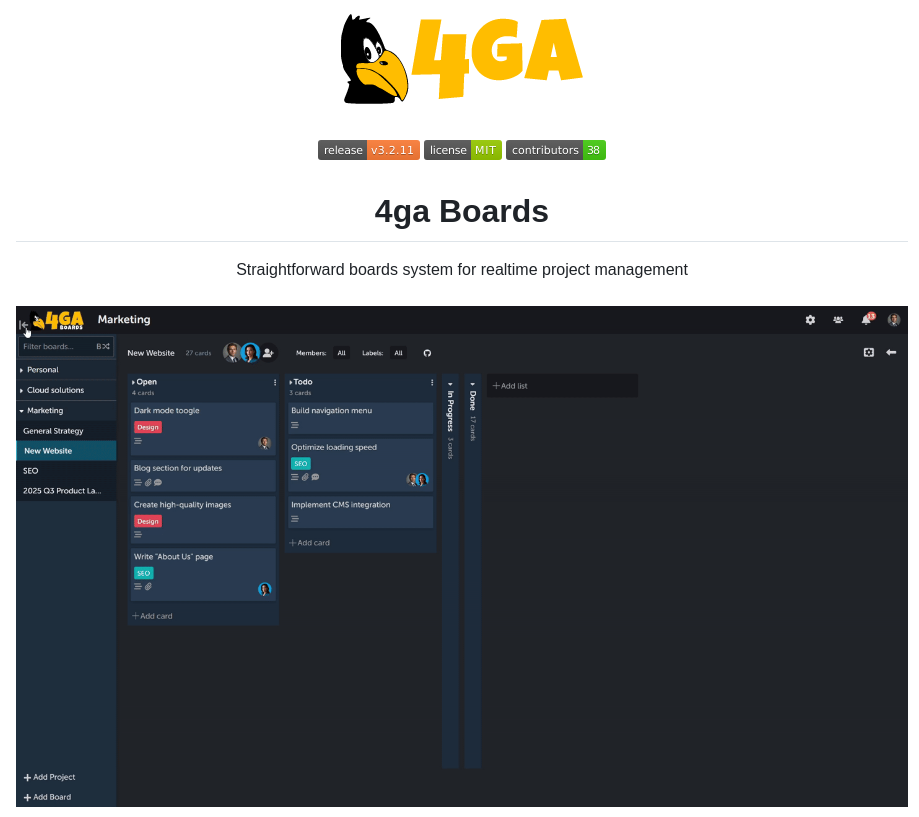 4GA
release v3.2.11 license MIT contributors 38
4ga Boards
Straightforward boards system for realtime project management
4GA BOARDS Marketing 13
Filter boards... B
Personal
Cloud solutions
Marketing
General Strategy
New Website
SEO
2025 Q3 Product La...
Add Project
Add Board
New Website 27 cards Members: All Labels: All
Open
4 cards
Dark mode toogle
Design
Blog section for updates
Create high-quality images
Design
Write "About Us" page
SEO
Add card
Todo
3 cards
Build navigation menu
Optimize loading speed
SEO
Implement CMS integration
Add card
In Progress 3 cards
Done 17 cards
Add list